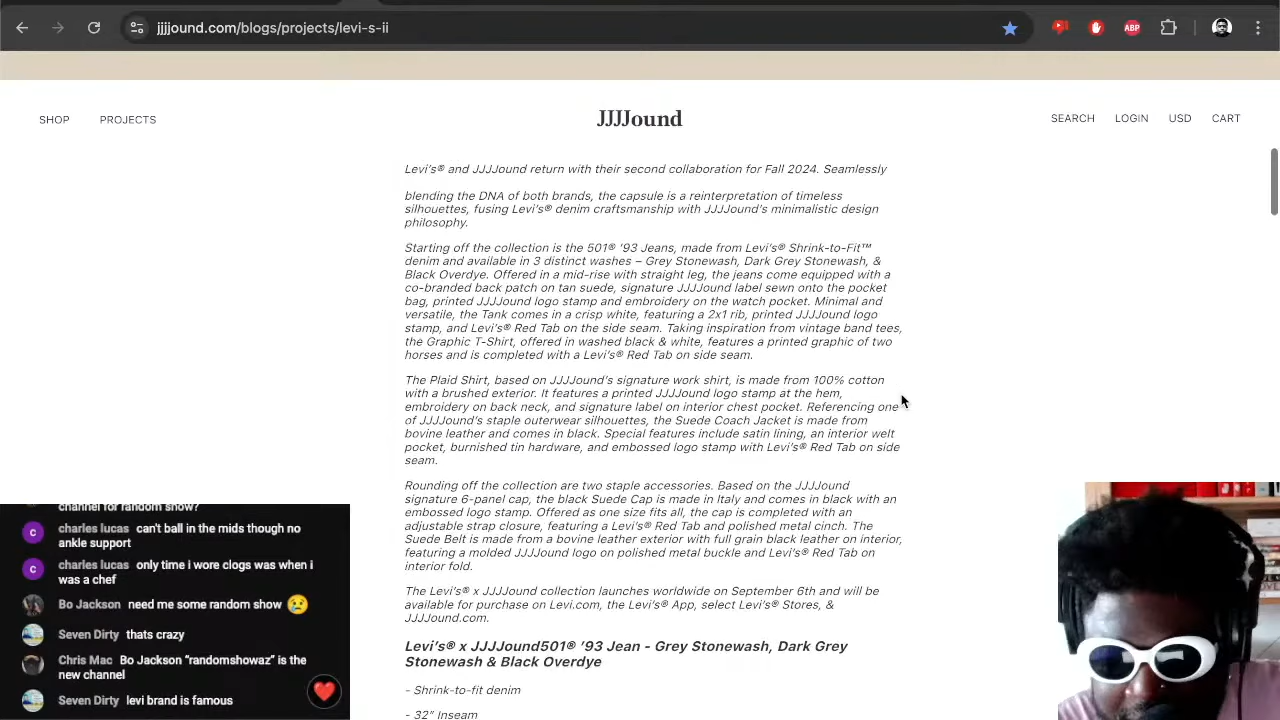 jjjjound.com/blogs/projects/levi-s-ii
ABP
SHOP
PROJECTS
JJJJound
SEARCH
LOGIN
USD
CART
Levi's® and JJJJound return with their second collaboration for Fall 2024. Seamlessly
blending the DNA of both brands, the capsule is a reinterpretation of timeless
silhouettes, fusing Levi's® denim craftsmanship with JJJJound's minimalistic design
philosophy.
Starting off the collection is the 501® '93 Jeans, made from Levi's® Shrink-to-Fit™
denim and available in 3 distinct washes – Grey Stonewash, Dark Grey Stonewash, &
Black Overdye. Offered in a mid-rise with straight leg, the jeans come equipped with a
co-branded back patch on tan suede, signature JJJJound label sewn onto the pocket
bag, printed JJJJound logo stamp and embroidery on the watch pocket. Minimal and
versatile, the Tank comes in a crisp white, featuring a 2x1 rib, printed JJJJound logo
stamp, and Levi's® Red Tab on the side seam. Taking inspiration from vintage band tees,
the Graphic T-Shirt, offered in washed black & white, features a printed graphic of two
horses and is completed with a Levi's® Red Tab on side seam.
The Plaid Shirt, based on JJJJound's signature work shirt, is made from 100% cotton
with a brushed exterior. It features a printed JJJJound logo stamp at the hem,
embroidery on back neck, and signature label on interior chest pocket. Referencing one
of JJJJound's staple outerwear silhouettes, the Suede Coach Jacket is made from
bovine leather and comes in black. Special features include satin lining, an interior welt
pocket, burnished tin hardware, and embossed logo stamp with Levi's® Red Tab on side
seam.
Rounding off the collection are two staple accessories. Based on the JJJJound
signature 6-panel cap, the black Suede Cap is made in Italy and comes in black with an
embossed logo stamp. Offered as one size fits all, the cap is completed with an
adjustable strap closure, featuring a Levi's® Red Tab and polished metal cinch. The
Suede Belt is made from a bovine leather exterior with full grain black leather on interior,
featuring a molded JJJJound logo on polished metal buckle and Levi's® Red Tab on
interior fold.
The Levi's® x JJJJound collection launches worldwide on September 6th and will be
available for purchase on Levi.com, the Levi's® App, select Levi's® Stores, &
JJJJound.com.
Levi's® x JJJJound501® '93 Jean - Grey Stonewash, Dark Grey
Stonewash & Black Overdye
- Shrink-to-fit denim
- 32" Inseam
channel for random show?
c charles lucas can't ball in the mids though no
ankle support
c charles lucas only time i wore clogs was when i
was a chef
Bo Jackson need me some random show 😢
Seven Dirty thats crazy
Chris Mac Bo Jackson "randomshowaz" is the
new channel
Seven Dirty levi brand is famous